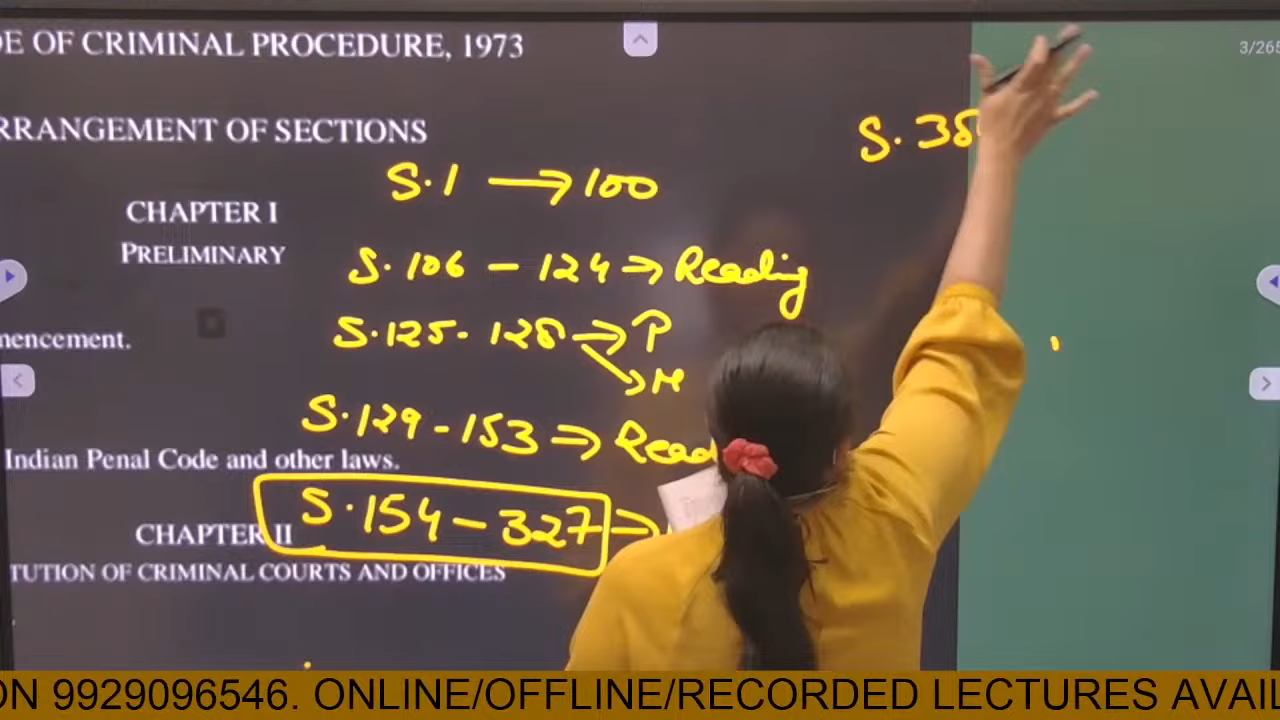 DE OF CRIMINAL PROCEDURE, 1973
3/265
RRANGEMENT OF SECTIONS
S. 38
S.1 → 100
CHAPTER I
PRELIMINARY
S. 106 - 124 ⇒ Reading
S.125 - 128 ⇒ P
→ M
mencement.
S.129 - 153 ⇒ Read
Indian Penal Code and other laws.
S.154 - 327 ⇒
CHAPTER II
TUTION OF CRIMINAL COURTS AND OFFICES
ON 9929096546. ONLINE/OFFLINE/RECORDED LECTURES AVAIL